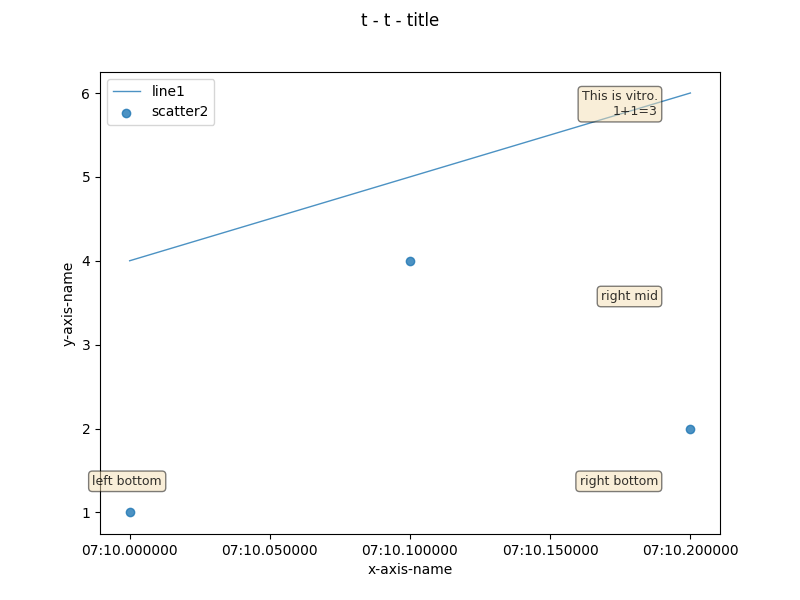 t - t - title
line1
scatter2
This is vitro.
1+1=3
right mid
left bottom
right bottom
y-axis-name
6
5
4
3
2
1
07:10.000000
07:10.050000
07:10.100000
07:10.150000
07:10.200000
x-axis-name